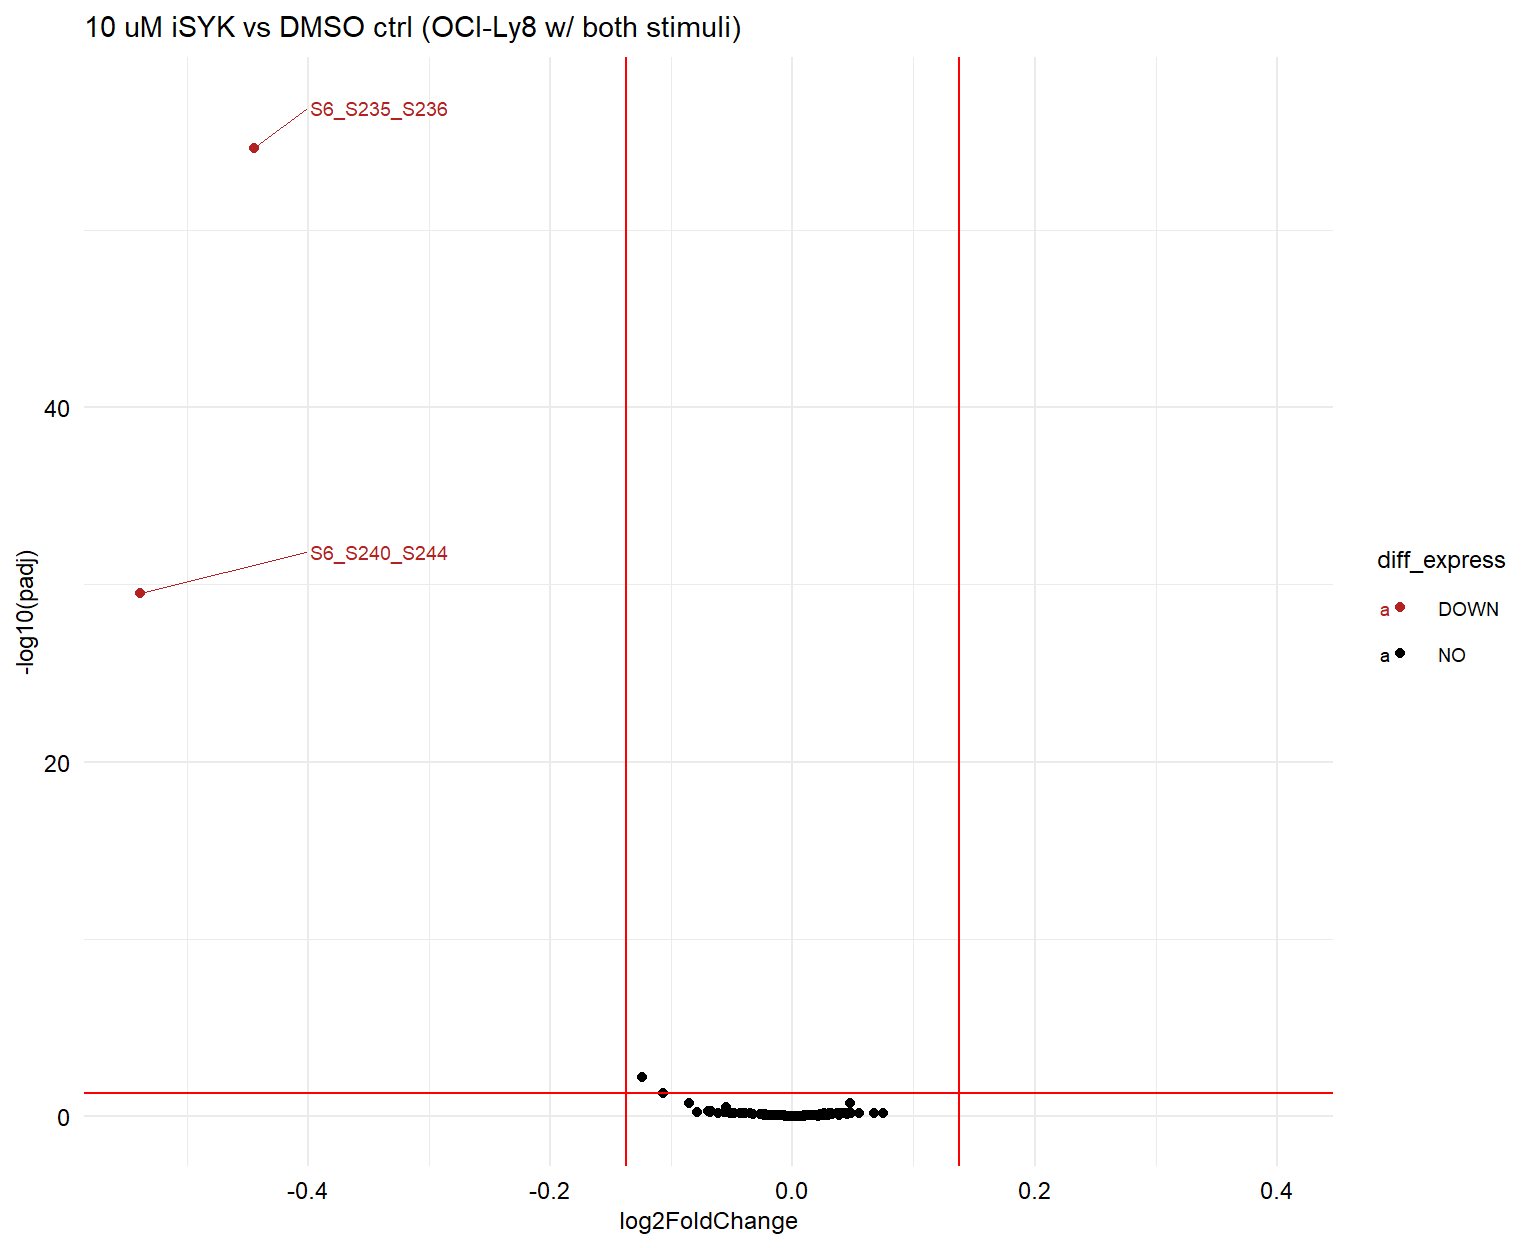 10 uM iSYK vs DMSO ctrl (OCI-Ly8 w/ both stimuli)
S6_S235_S236
S6_S240_S244
-log10(padj)
40
20
0
-0.4
-0.2
0.0
0.2
0.4
log2FoldChange
diff_express
a DOWN
a NO